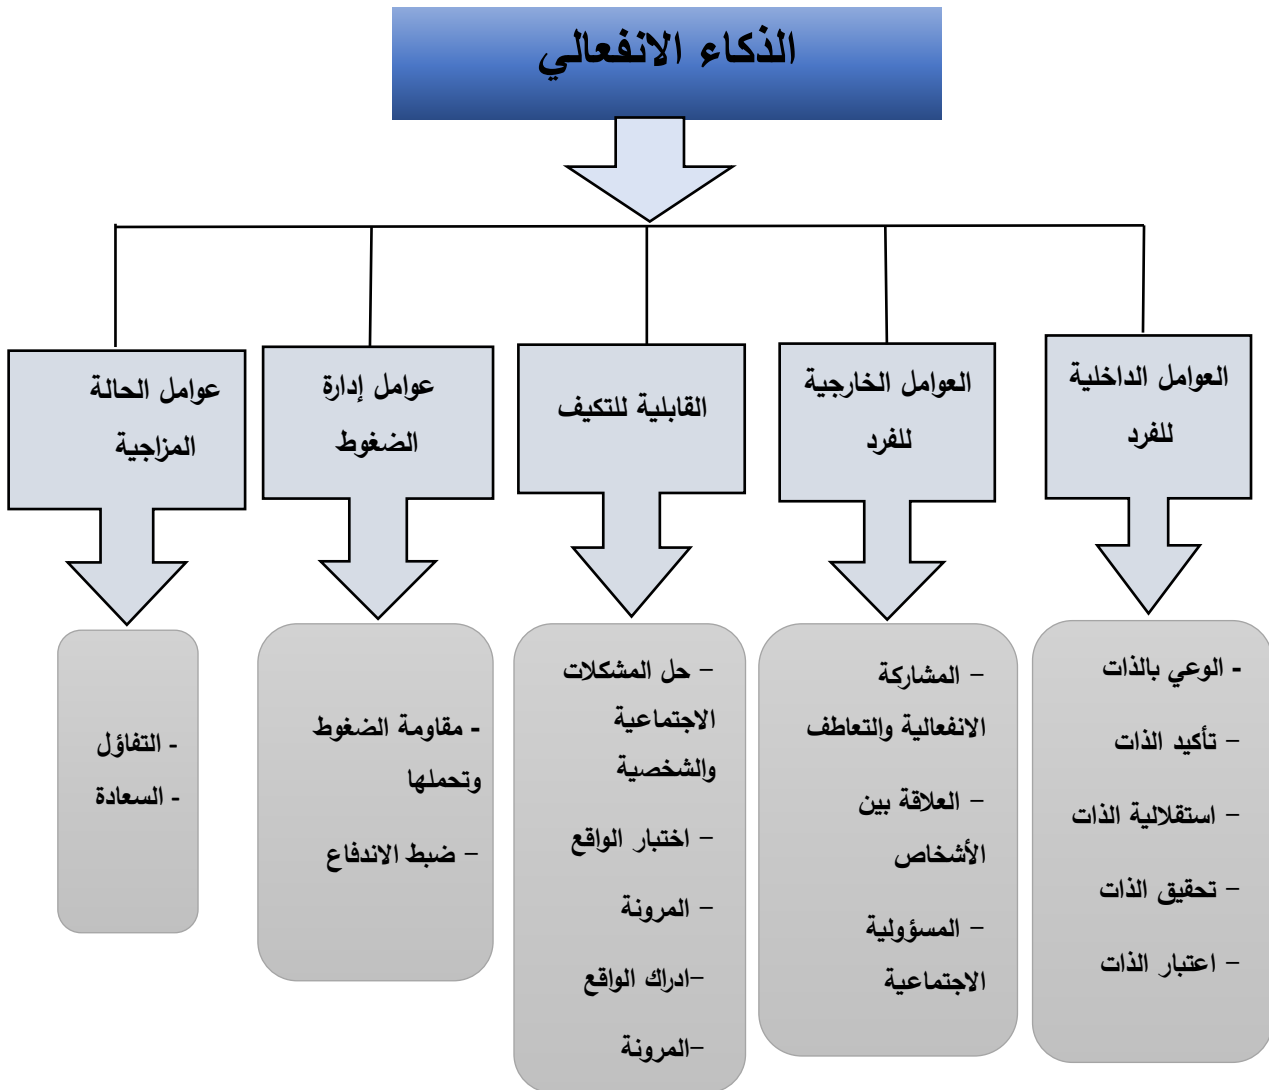 الذكاء الانفعالي
العوامل الداخلية
للفرد
العوامل الخارجية
للفرد
القابلية للتكيف
عوامل إدارة
الضغوط
عوامل الحالة
المزاجية
- الوعي بالذات
- تأكيد الذات
- استقلالية الذات
- تحقيق الذات
- اعتبار الذات
- المشاركة
الانفعالية والتعاطف
- العلاقة بين
الأشخاص
- المسؤولية
الاجتماعية
- حل المشكلات
الاجتماعية
والشخصية
- اختبار الواقع
- المرونة
-ادراك الواقع
-المرونة
- مقاومة الضغوط
وتحملها
- ضبط الاندفاع
- التفاؤل
- السعادة